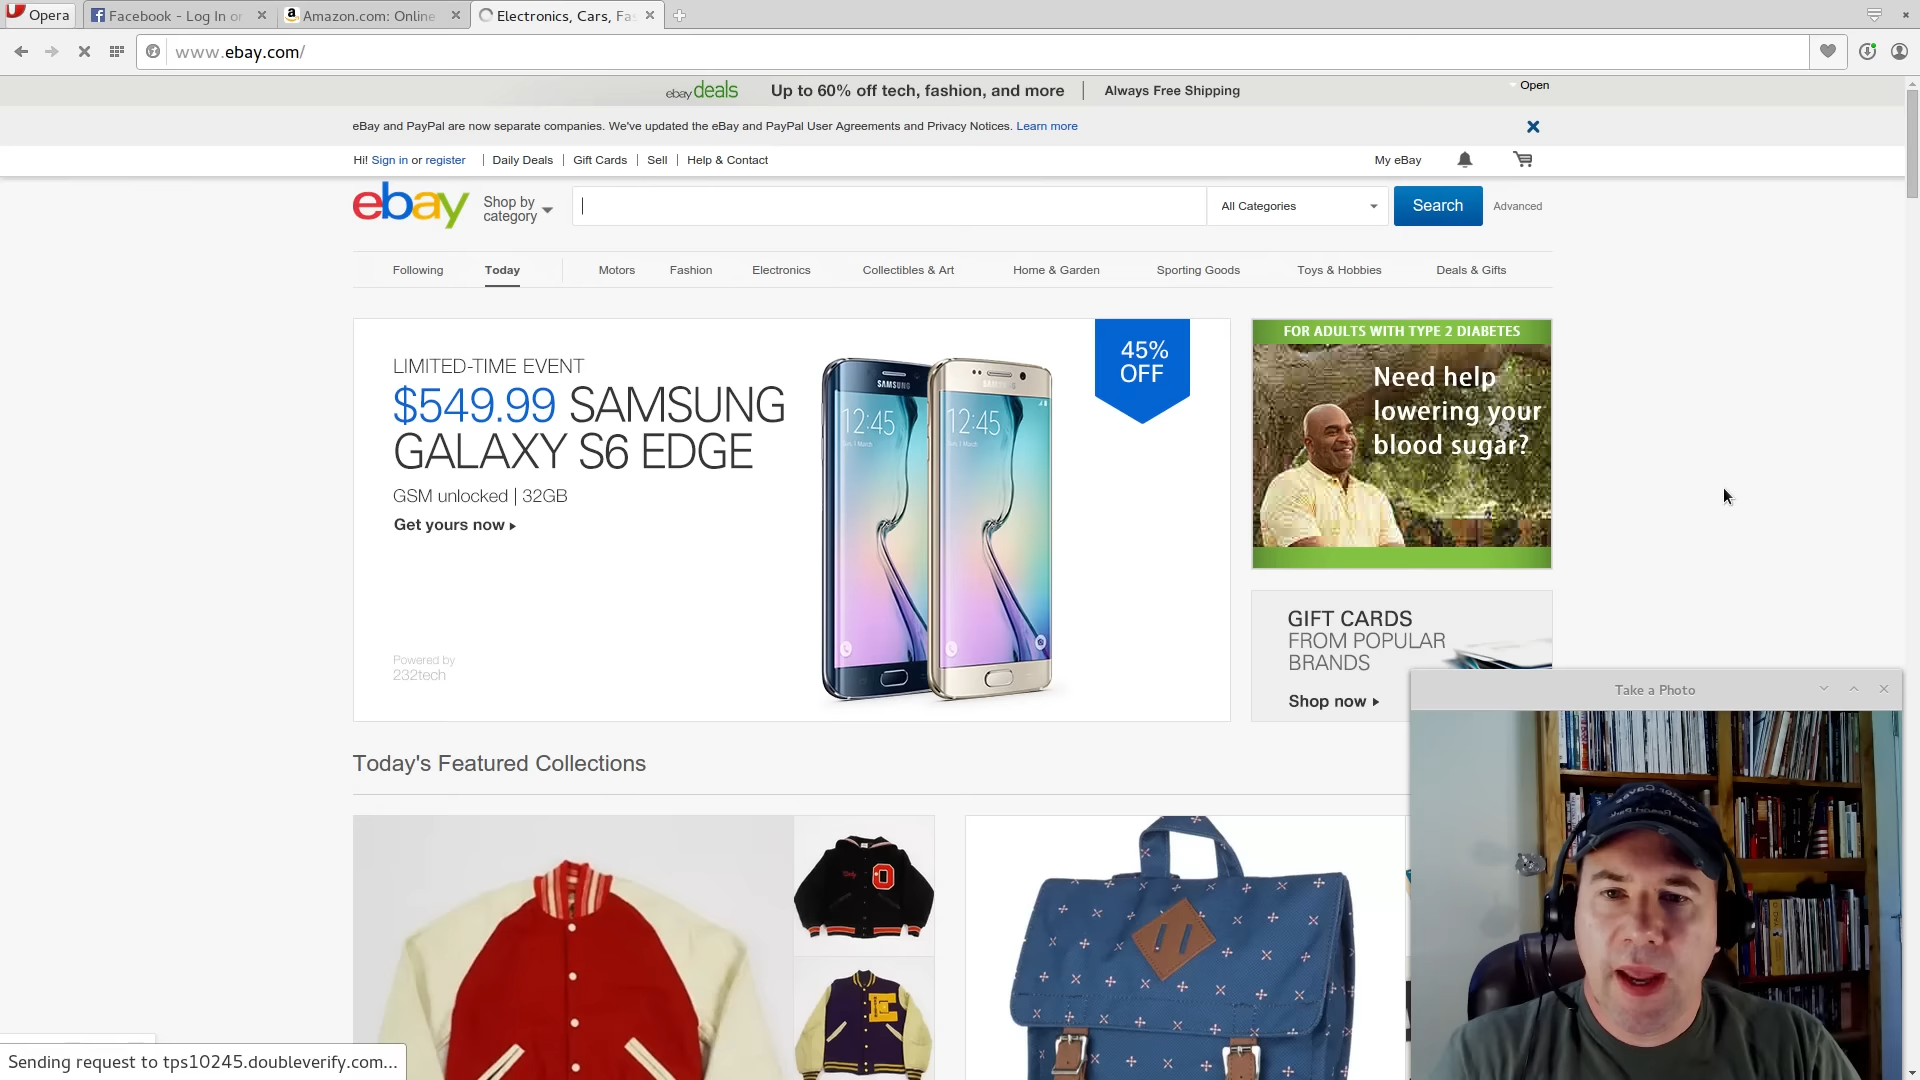 Opera
Facebook - Log In or
Amazon.com: Online
Electronics, Cars, Fas
www.ebay.com/
ebay deals
Up to 60% off tech, fashion, and more
Always Free Shipping
Open
eBay and PayPal are now separate companies. We've updated the eBay and PayPal User Agreements and Privacy Notices. Learn more
Hi! Sign in or register
Daily Deals
Gift Cards
Sell
Help & Contact
My eBay
ebay
Shop by
category
All Categories
Search
Advanced
Following
Today
Motors
Fashion
Electronics
Collectibles & Art
Home & Garden
Sporting Goods
Toys & Hobbies
Deals & Gifts
LIMITED-TIME EVENT
$549.99 SAMSUNG
GALAXY S6 EDGE
GSM unlocked | 32GB
Get yours now
Powered by
232tech
SAMSUNG
12:45
SAMSUNG
12:45
45%
OFF
FOR ADULTS WITH TYPE 2 DIABETES
Need help
lowering your
blood sugar?
GIFT CARDS
FROM POPULAR
BRANDS
Shop now
Take a Photo
Today's Featured Collections
O
E
Sending request to tps10245.doubleverify.com...